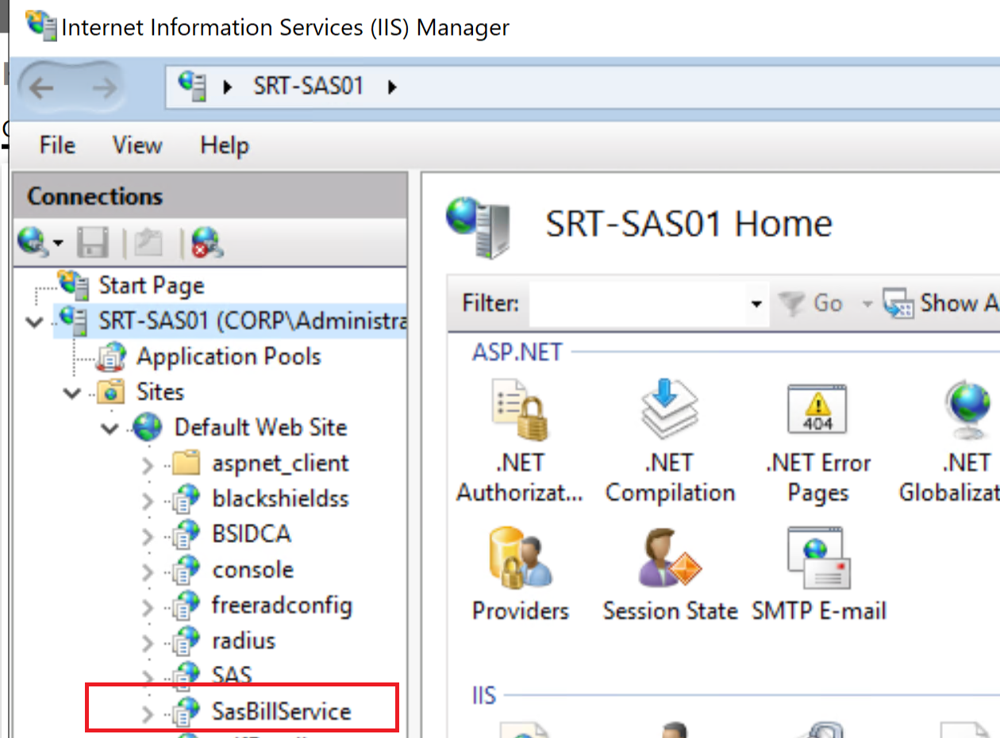 Internet Information Services (IIS) Manager
SRT-SAS01
File View Help
Connections
Start Page
SRT-SAS01 (CORP\Administra
Application Pools
Sites
Default Web Site
aspnet_client
blackshieldss
BSIDCA
console
freeradconfig
radius
SAS
SasBillService
SRT-SAS01 Home
Filter: Go Show A
ASP.NET
.NET
Authorizat...
.NET
Compilation
404
.NET Error
Pages
.NET
Globalizat
Providers
Session State
SMTP E-mail
IIS